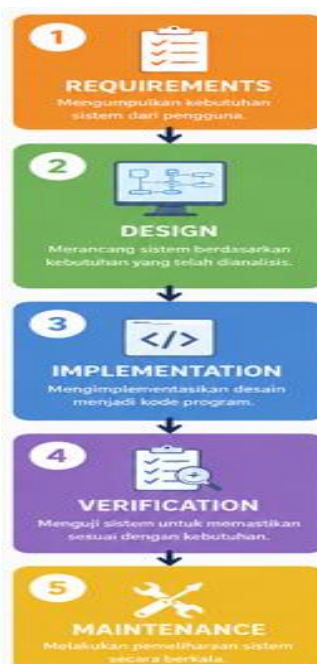 1
REQUIREMENTS
Mengumpulkan kebutuhan
sistem dari pengguna.
2
DESIGN
Merancang sistem berdasarkan
kebutuhan yang telah dianalisis.
3
</>
IMPLEMENTATION
Mengimplementasikan desain
menjadi kode program.
4
VERIFICATION
Menguji sistem untuk memastikan
sesuai dengan kebutuhan.
5
MAINTENANCE
Melakukan pemeliharaan sistem
secara berkala.